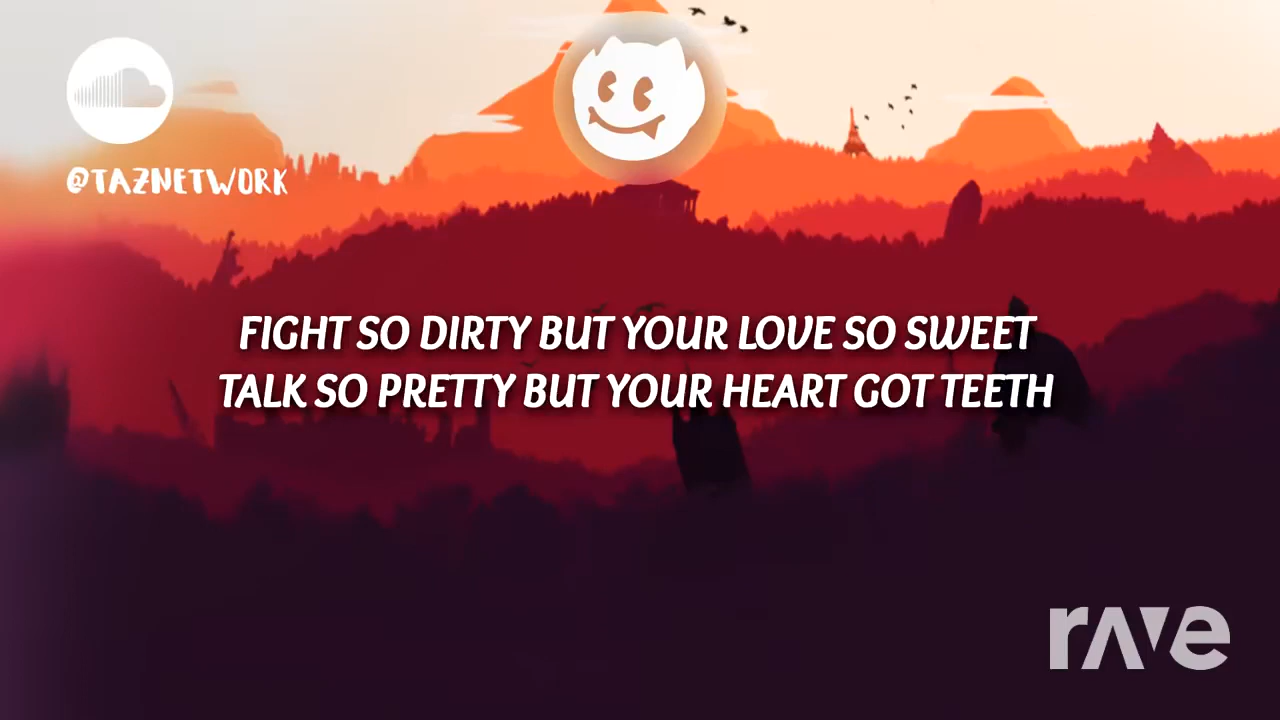 @TAZNETWORK
FIGHT SO DIRTY BUT YOUR LOVE SO SWEET
TALK SO PRETTY BUT YOUR HEART GOT TEETH
rave